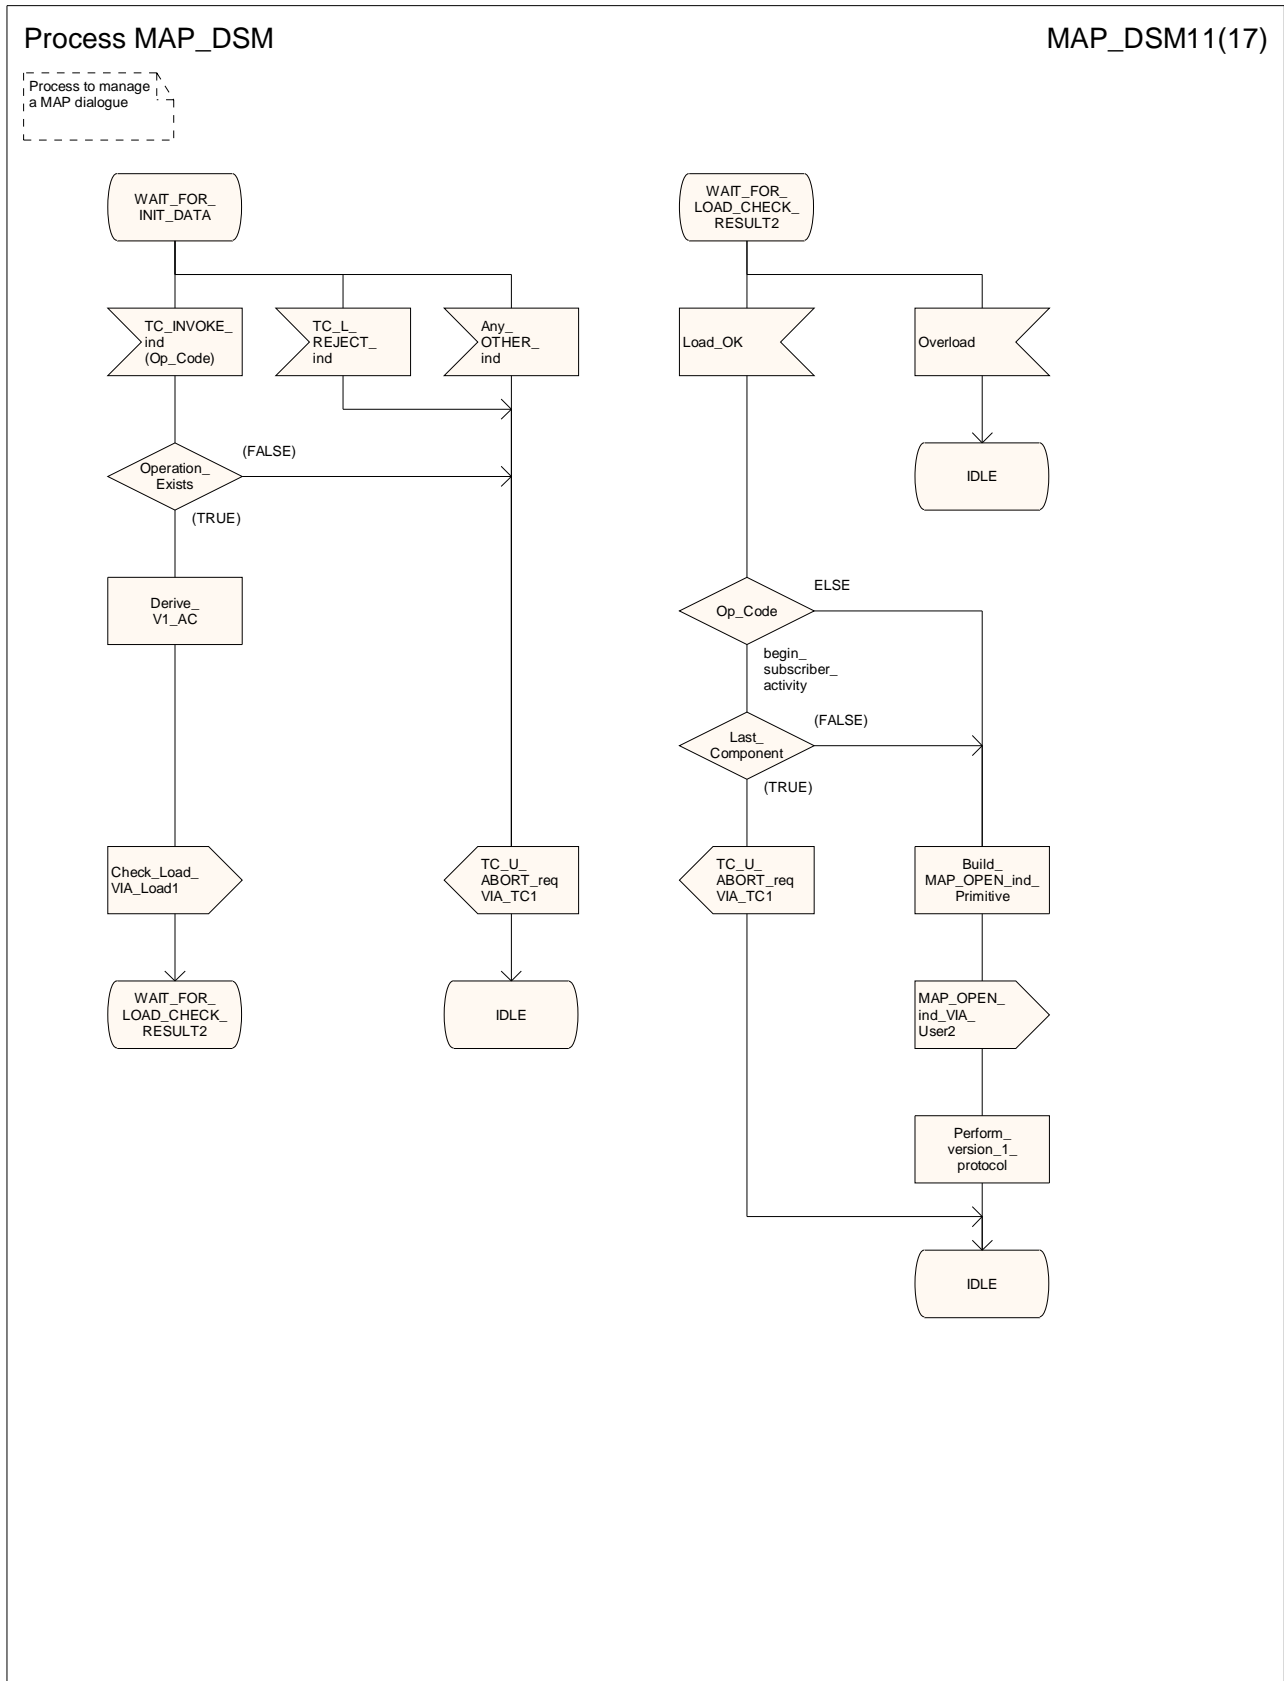 Process MAP_DSM
MAP_DSM11(17)
Process to manage
a MAP dialogue
WAIT_FOR_
INIT_DATA
TC_INVOKE_
ind
(Op_Code)
TC_L_
REJECT_
ind
Any_
OTHER_
ind
Operation_
Exists
(FALSE)
(TRUE)
Derive_
V1_AC
Check_Load_
VIA_Load1
TC_U_
ABORT_req
VIA_TC1
WAIT_FOR_
LOAD_CHECK_
RESULT2
IDLE
WAIT_FOR_
LOAD_CHECK_
RESULT2
Load_OK
Overload
IDLE
Op_Code
ELSE
begin_
subscriber_
activity
Last_
Component
(FALSE)
(TRUE)
TC_U_
ABORT_req
VIA_TC1
Build_
MAP_OPEN_ind_
Primitive
MAP_OPEN_
ind_VIA_
User2
Perform_
version_1_
protocol
IDLE